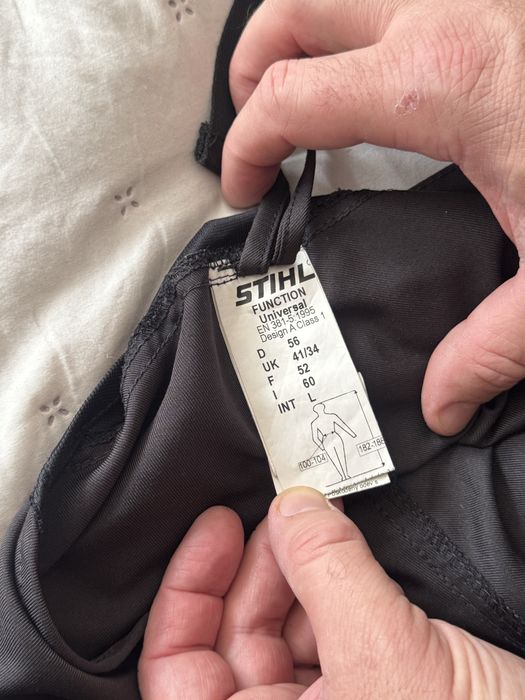 STIHL
FUNCTION
Universal
EN 381-5:1995
Design A Class 1
D 56
UK 41/34
F 52
I 60
INT L
100-104
182-18